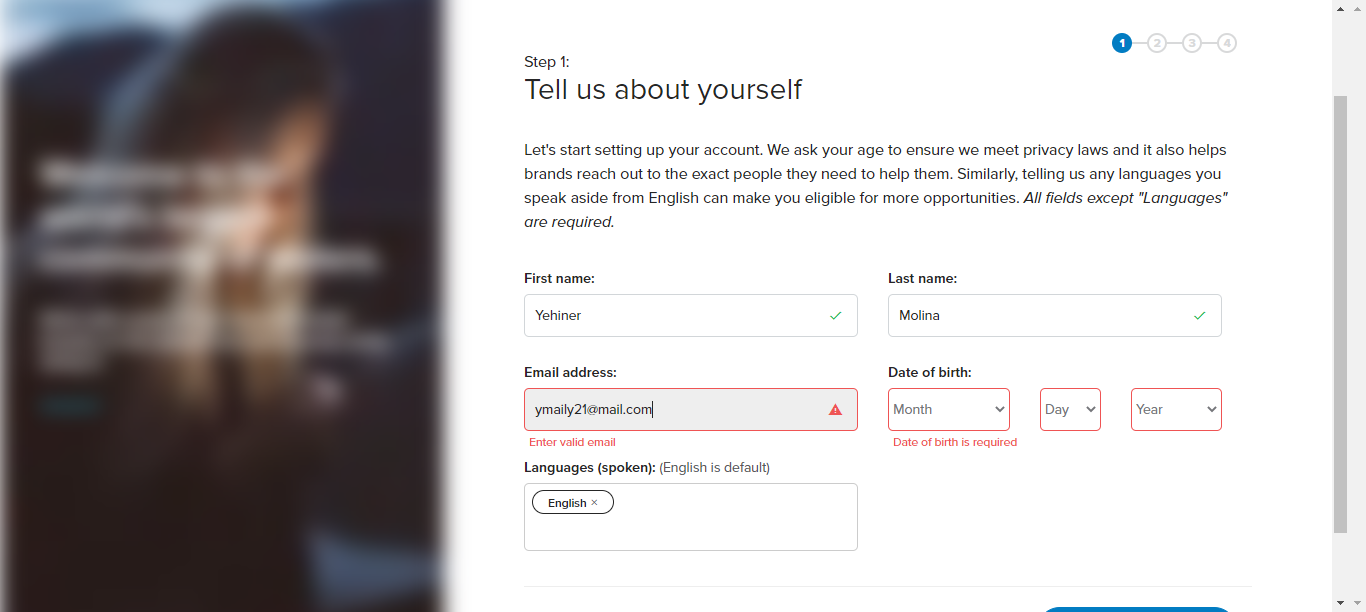 1 2 3 4
Step 1:
Tell us about yourself
Let's start setting up your account. We ask your age to ensure we meet privacy laws and it also helps
brands reach out to the exact people they need to help them. Similarly, telling us any languages you
speak aside from English can make you eligible for more opportunities. All fields except "Languages"
are required.
First name: Last name:
Yehiner Molina
Email address: Date of birth:
ymaily21@mail.com Month Day Year
Enter valid email Date of birth is required
Languages (spoken): (English is default)
English ×